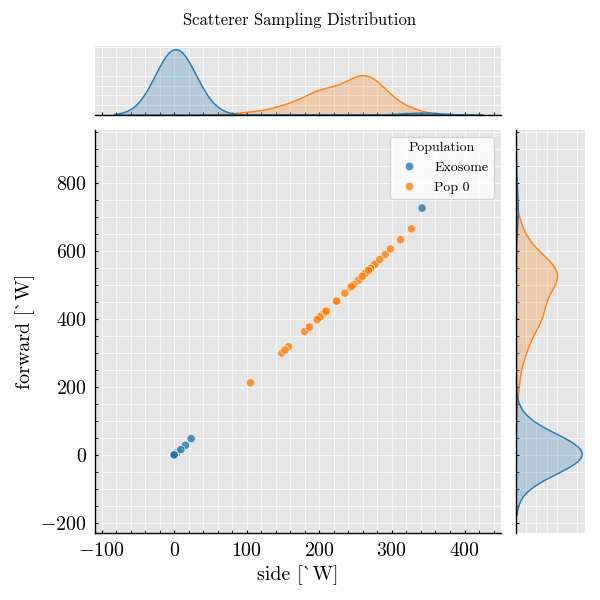 Scatterer Sampling Distribution
Population
Exosome
Pop 0
800
600
400
200
0
−200
forward [`W]
−100
0
100
200
300
400
side [`W]